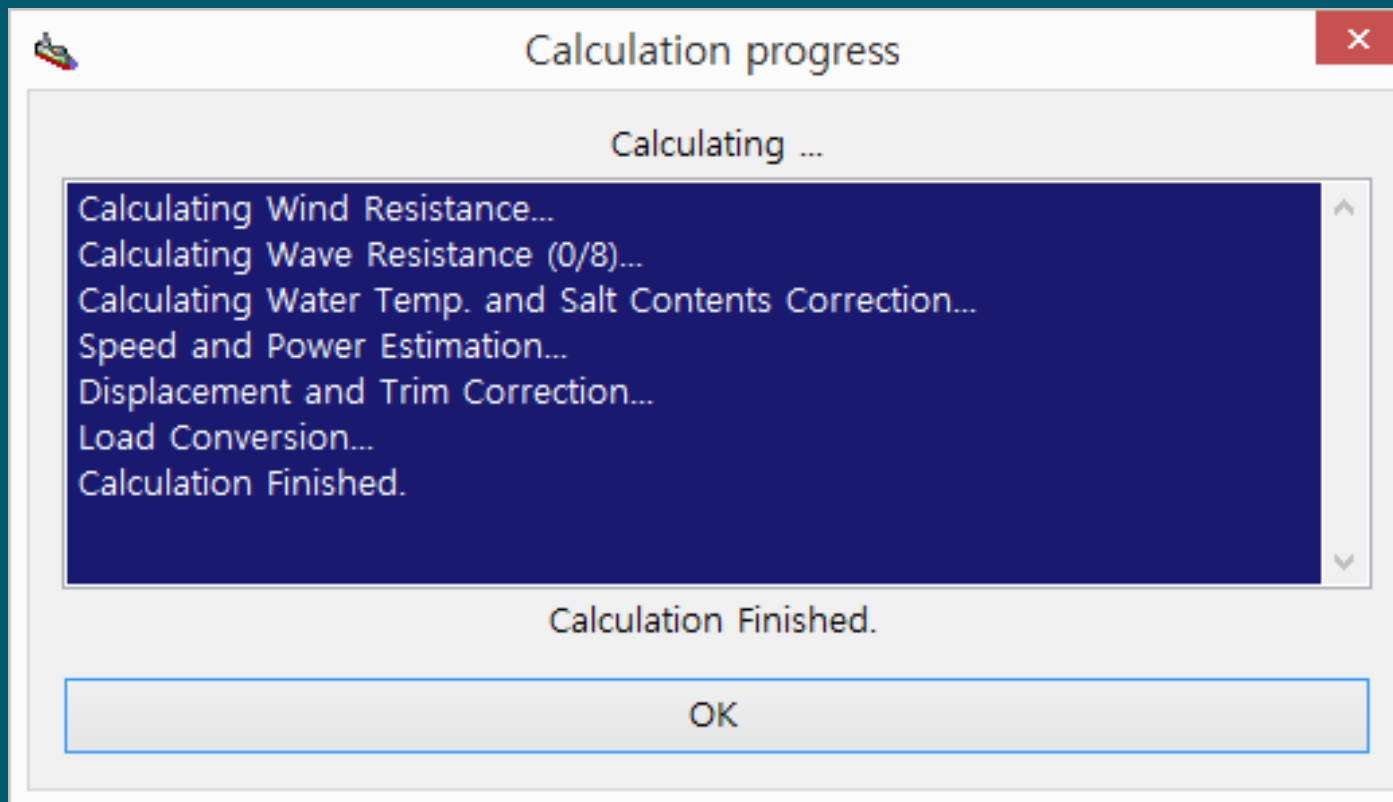 Calculation progress
Calculating ...
Calculating Wind Resistance...
Calculating Wave Resistance (0/8)...
Calculating Water Temp. and Salt Contents Correction...
Speed and Power Estimation...
Displacement and Trim Correction...
Load Conversion...
Calculation Finished.
Calculation Finished.
OK